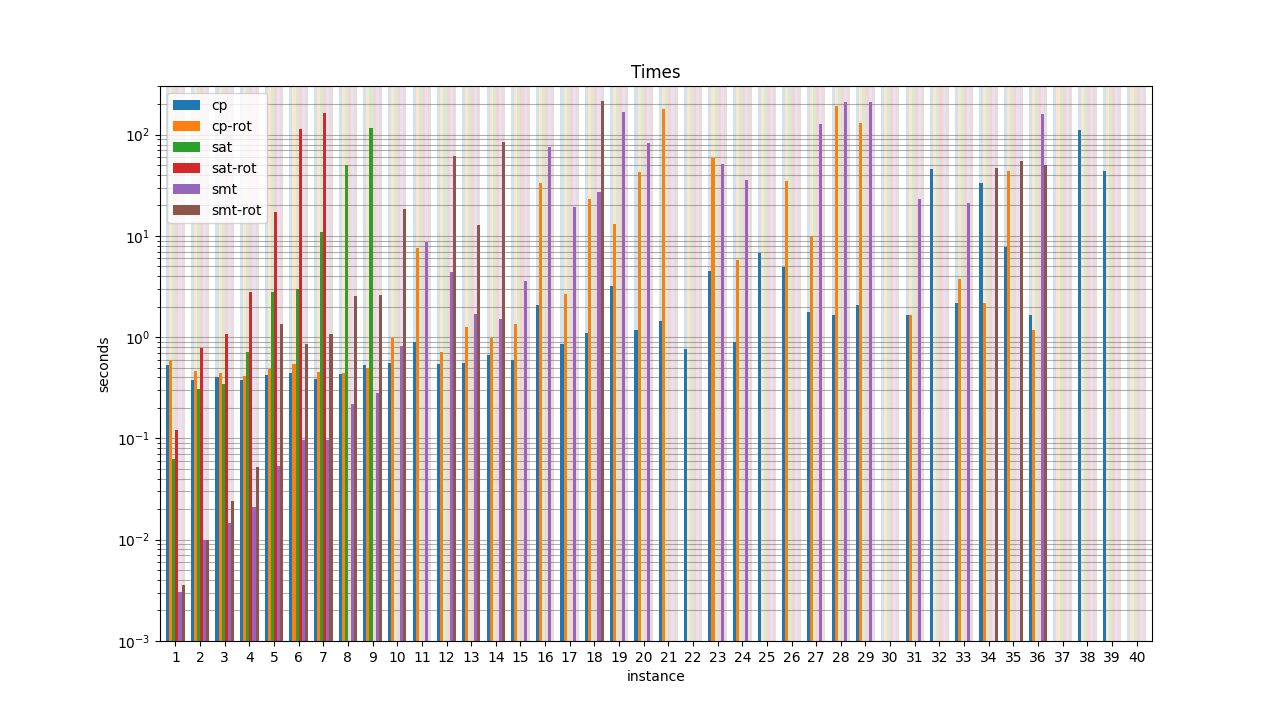 Times
cp
cp-rot
sat
sat-rot
smt
smt-rot
seconds
10²
10¹
10⁰
10⁻¹
10⁻²
10⁻³
1 2 3 4 5 6 7 8 9 10 11 12 13 14 15 16 17 18 19 20 21 22 23 24 25 26 27 28 29 30 31 32 33 34 35 36 37 38 39 40
instance